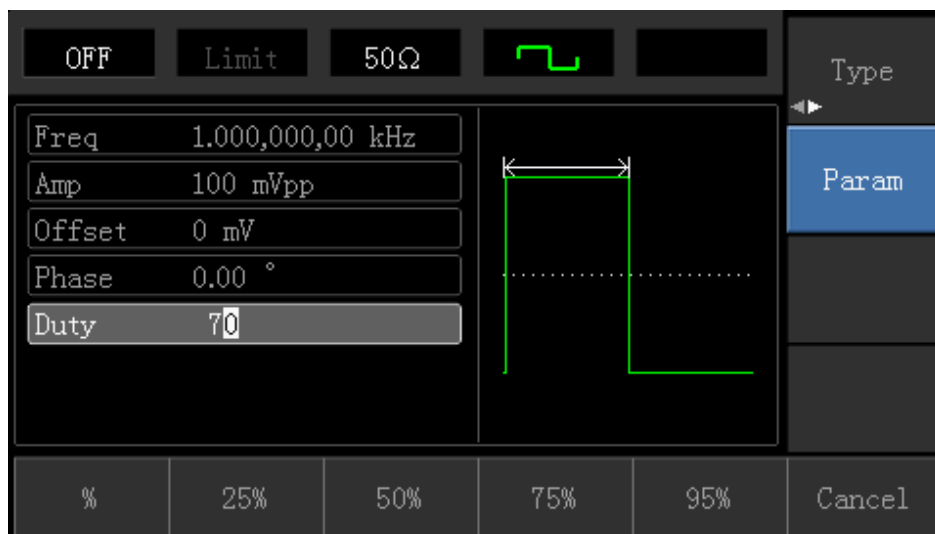 OFF Limit 50Ω
Type
Freq 1.000,000,00 kHz
Amp 100 mVpp
Param
Offset 0 mV
Phase 0.00 °
Duty 70
% 25% 50% 75% 95% Cancel